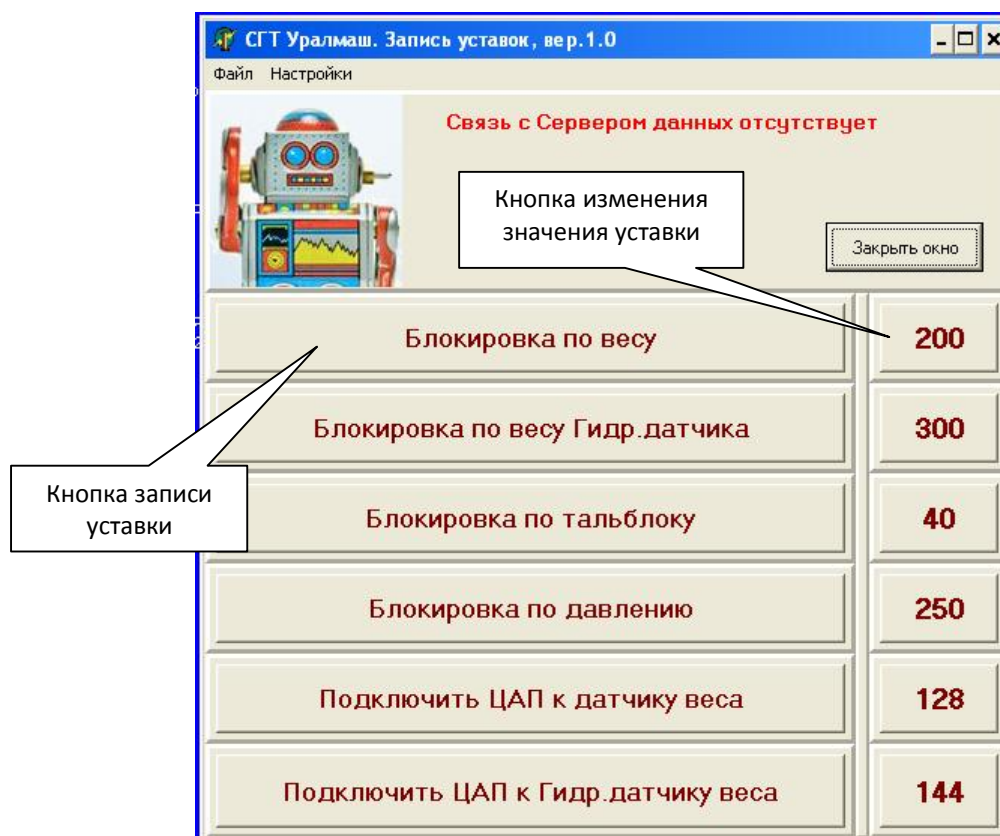 СГТ Уралмаш. Запись уставок, вер.1.0
Файл Настройки
Связь с Сервером данных отсутствует
Кнопка изменения
значения уставки
Закрыть окно
Блокировка по весу
200
Блокировка по весу Гидр.датчика
300
Кнопка записи
уставки
Блокировка по тальблоку
40
Блокировка по давлению
250
Подключить ЦАП к датчику веса
128
Подключить ЦАП к Гидр.датчику веса
144